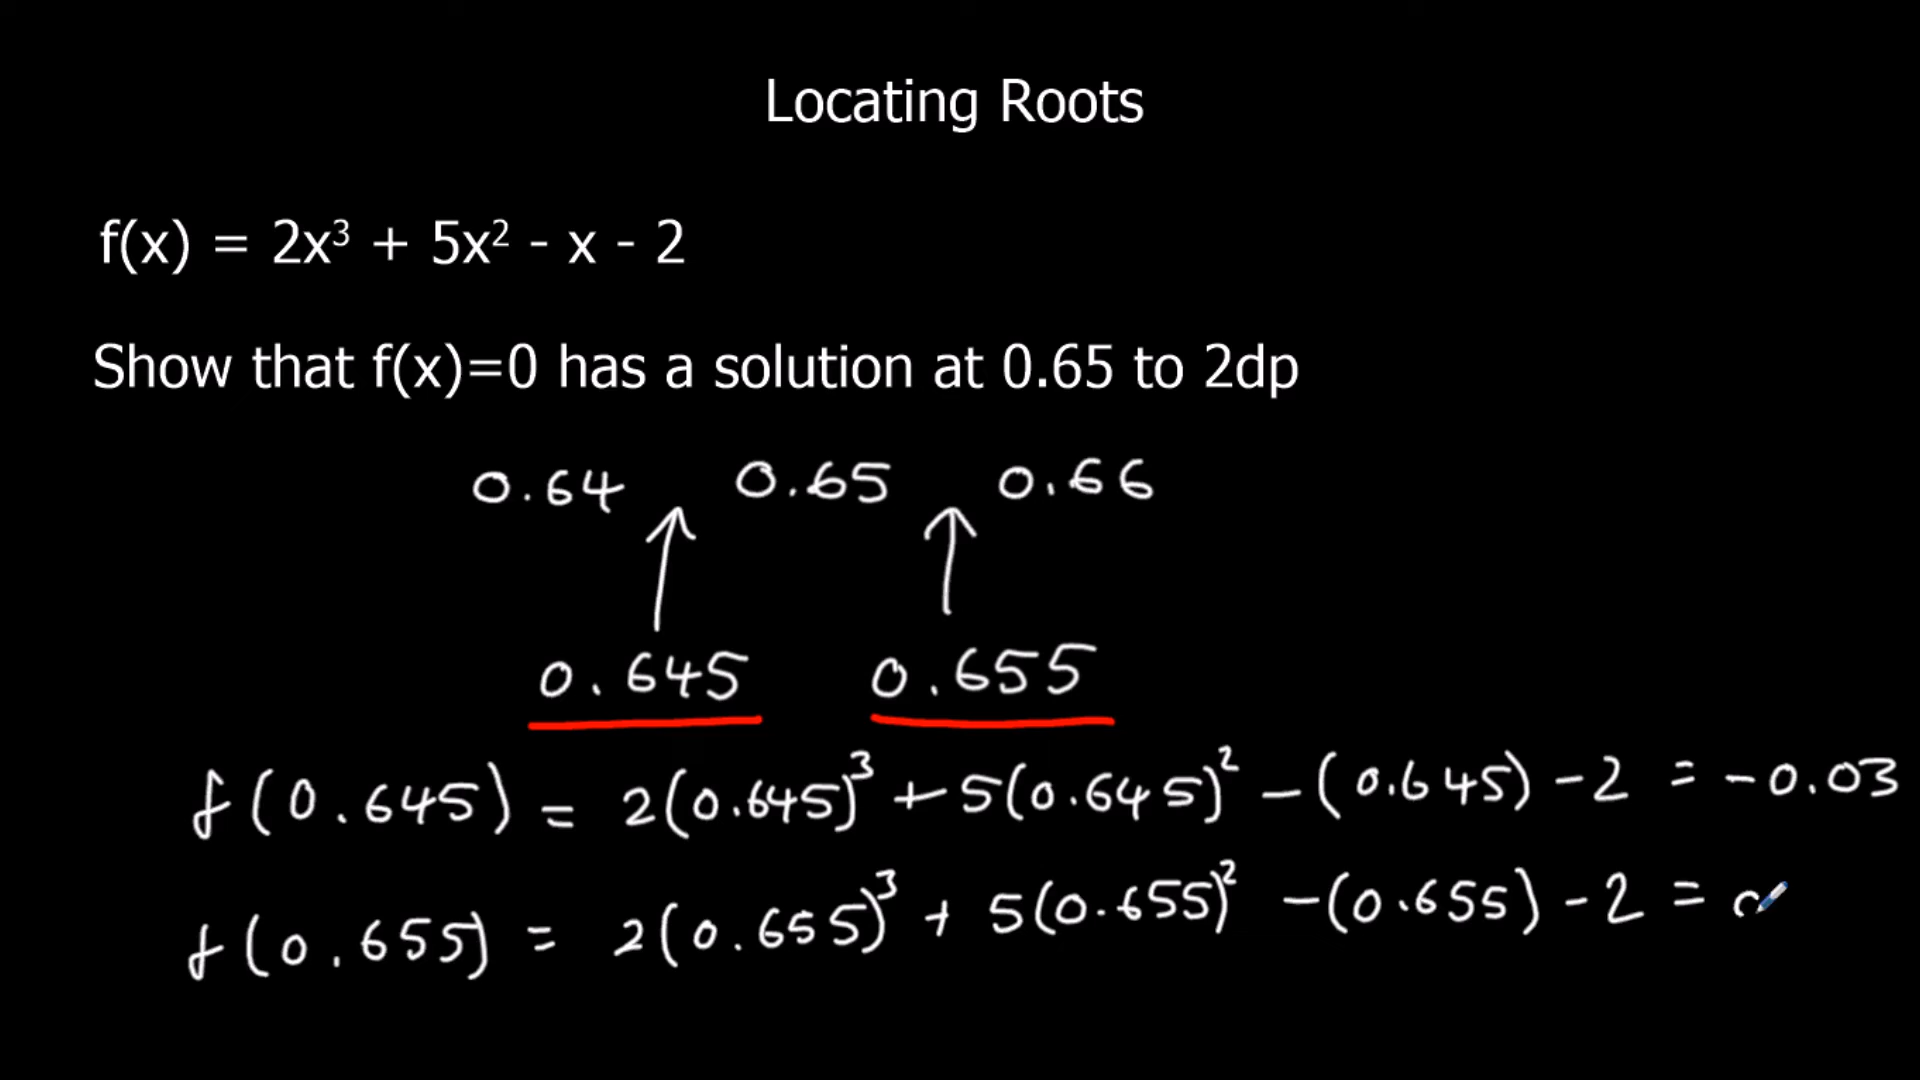 Locating Roots
f(x) = 2x³ + 5x² - x - 2
Show that f(x)=0 has a solution at 0.65 to 2dp
0.64 0.65 0.66
0.645 0.655
f(0.645) = 2(0.645)³ + 5(0.645)² - (0.645) - 2 = -0.03
f(0.655) = 2(0.655)³ + 5(0.655)² - (0.655) - 2 =